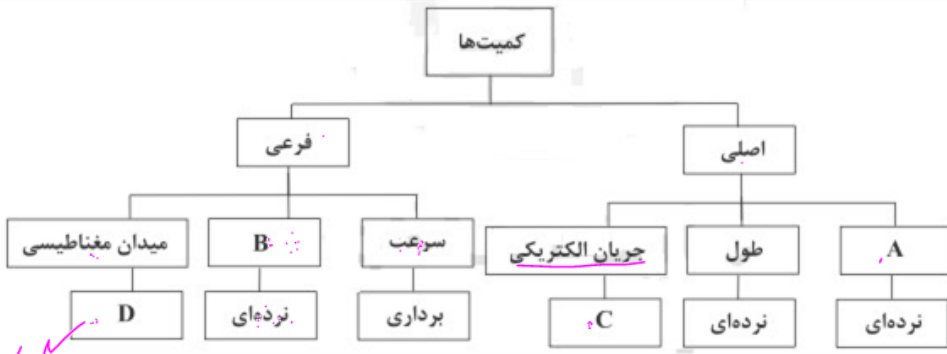 کمیت‌ها
اصلی
فرعی
A
طول
جریان الکتریکی
سرعت
B
میدان مغناطیسی
نرده‌ای
نرده‌ای
C
برداری
نرده‌ای
D